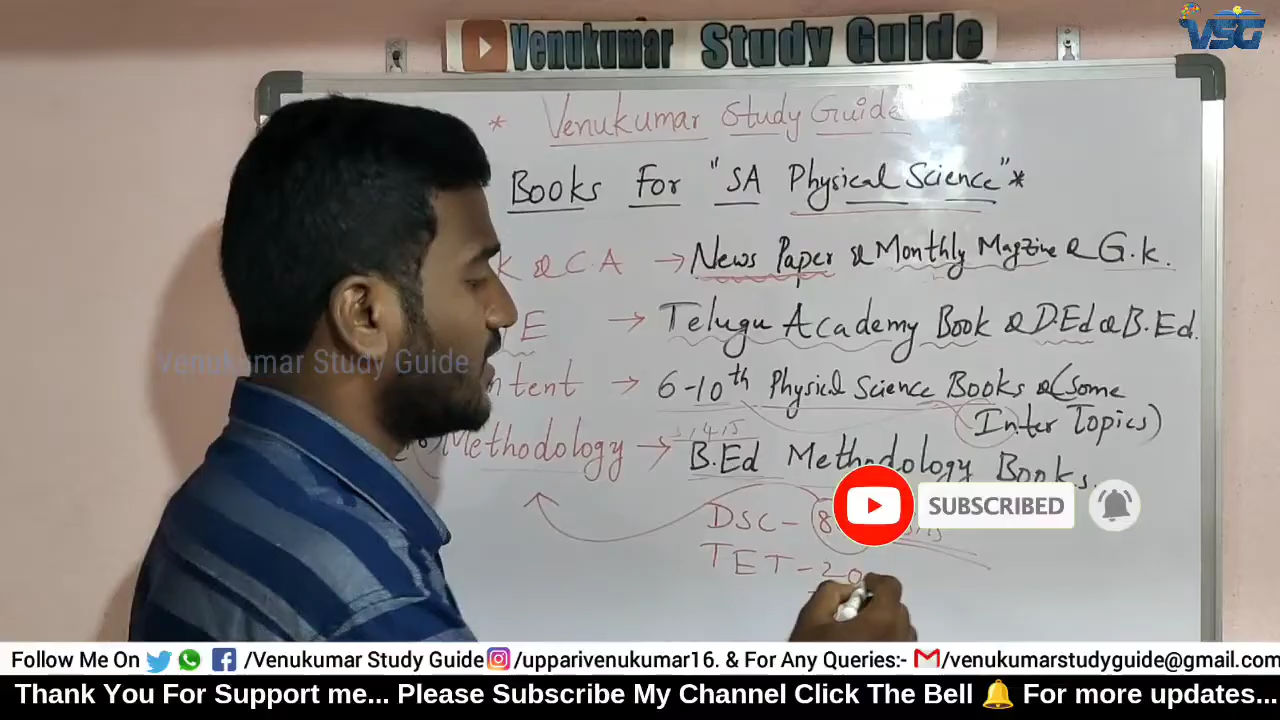 VSG
Venukumar Study Guide
* Venukumar Study Guide
Books For "SA Physical Science"*
K & C.A → News Paper & Monthly Magzine & G.k.
E → Telugu Academy Book & D.Ed & B.Ed.
Venukumar Study Guide
ntent → 6-10th Physical Science Books & (Some
Inter Topics)
Methodology → B.Ed Methodology Books.
SUBSCRIBED
DSC - 8
TET - 20
Follow Me On /Venukumar Study Guide /upparivenukumar16. & For Any Queries:- /venukumarstudyguide@gmail.com
Thank You For Support me... Please Subscribe My Channel Click The Bell 🔔 For more updates...